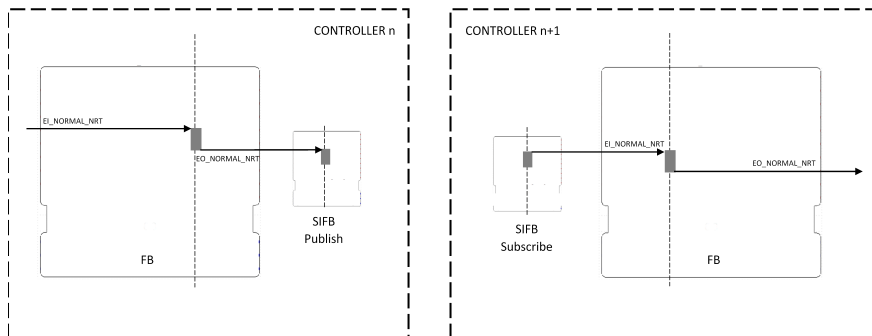 CONTROLLER n
EI_NORMAL_NRT
EO_NORMAL_NRT
SIFB
Publish
FB
CONTROLLER n+1
EI_NORMAL_NRT
EO_NORMAL_NRT
SIFB
Subscribe
FB